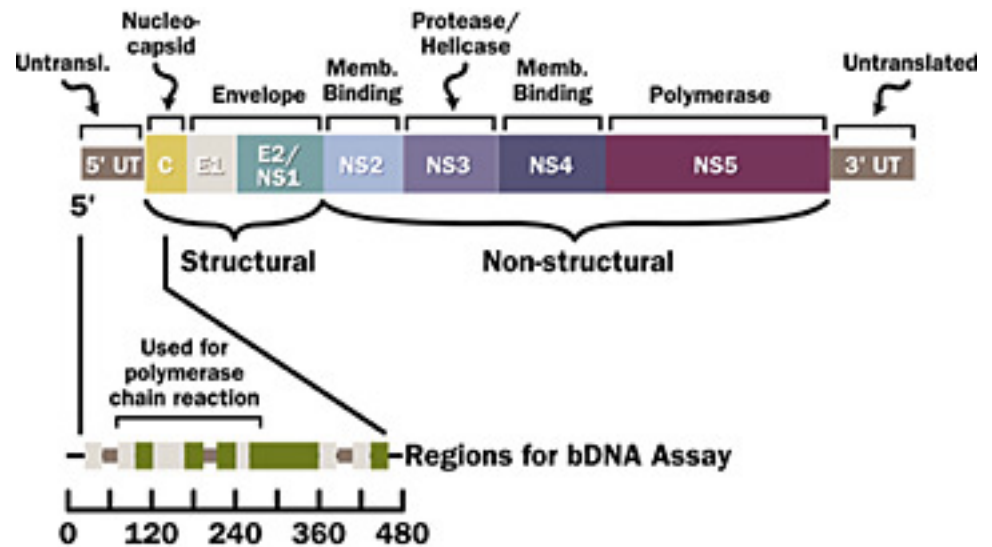 Nucleo-
capsid
Protease/
Helicase
Untransl.
Envelope
Memb.
Binding
Memb.
Binding
Polymerase
Untranslated
5' UT
C
E1
E2/
NS1
NS2
NS3
NS4
NS5
3' UT
5'
Structural
Non-structural
Used for
polymerase
chain reaction
Regions for bDNA Assay
0 120 240 360 480